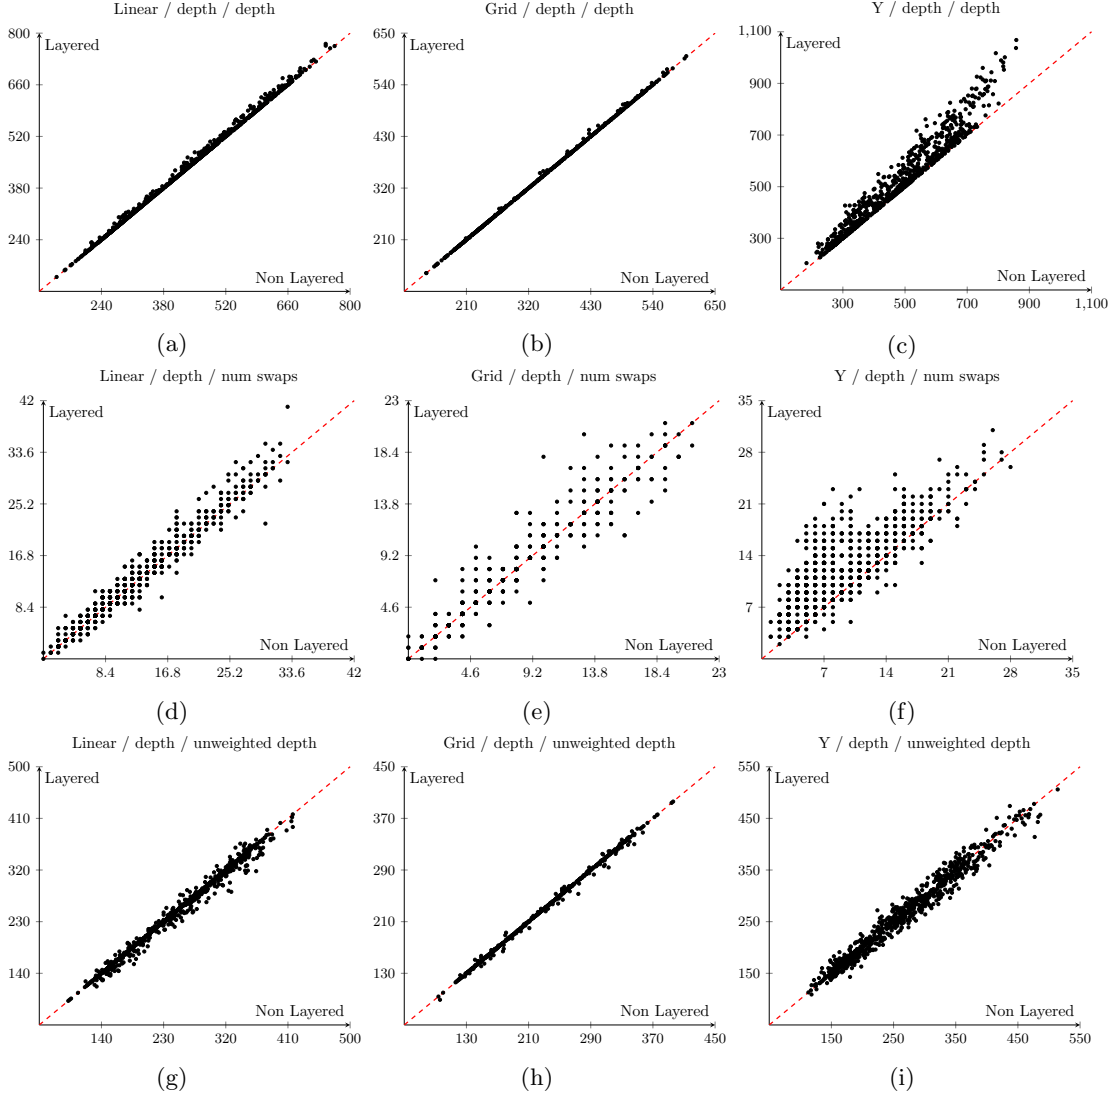 Linear / depth / depth
Grid / depth / depth
Y / depth / depth
800
660
520
380
240
Layered
Non Layered
240 380 520 660 800
650
540
430
320
210
Layered
Non Layered
210 320 430 540 650
1,100
900
700
500
300
Layered
Non Layered
300 500 700 900 1,100
(a)
(b)
(c)
Linear / depth / num swaps
Grid / depth / num swaps
Y / depth / num swaps
42
33.6
25.2
16.8
8.4
Layered
Non Layered
8.4 16.8 25.2 33.6 42
23
18.4
13.8
9.2
4.6
Layered
Non Layered
4.6 9.2 13.8 18.4 23
35
28
21
14
7
Layered
Non Layered
7 14 21 28 35
(d)
(e)
(f)
Linear / depth / unweighted depth
Grid / depth / unweighted depth
Y / depth / unweighted depth
500
410
320
230
140
Layered
Non Layered
140 230 320 410 500
450
370
290
210
130
Layered
Non Layered
130 210 290 370 450
550
450
350
250
150
Layered
Non Layered
150 250 350 450 550
(g)
(h)
(i)